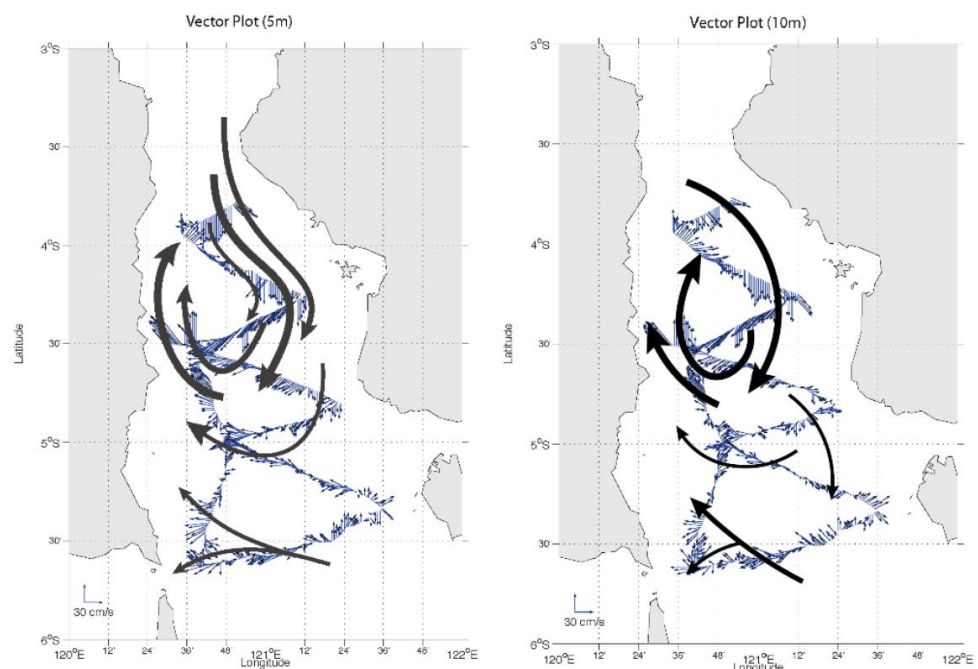 Vector Plot (5m)
3°S
30'
4°S
30'
5°S
30'
6°S
Latitude
30 cm/s
120°E
12'
24'
36'
48'
121°E
12'
24'
36'
48'
122°E
Longitude
Vector Plot (10m)
3°S
30'
4°S
30'
5°S
30'
6°S
Latitude
30 cm/s
120°E
12'
24'
36'
48'
121°E
12'
24'
36'
48'
122°E
Longitude